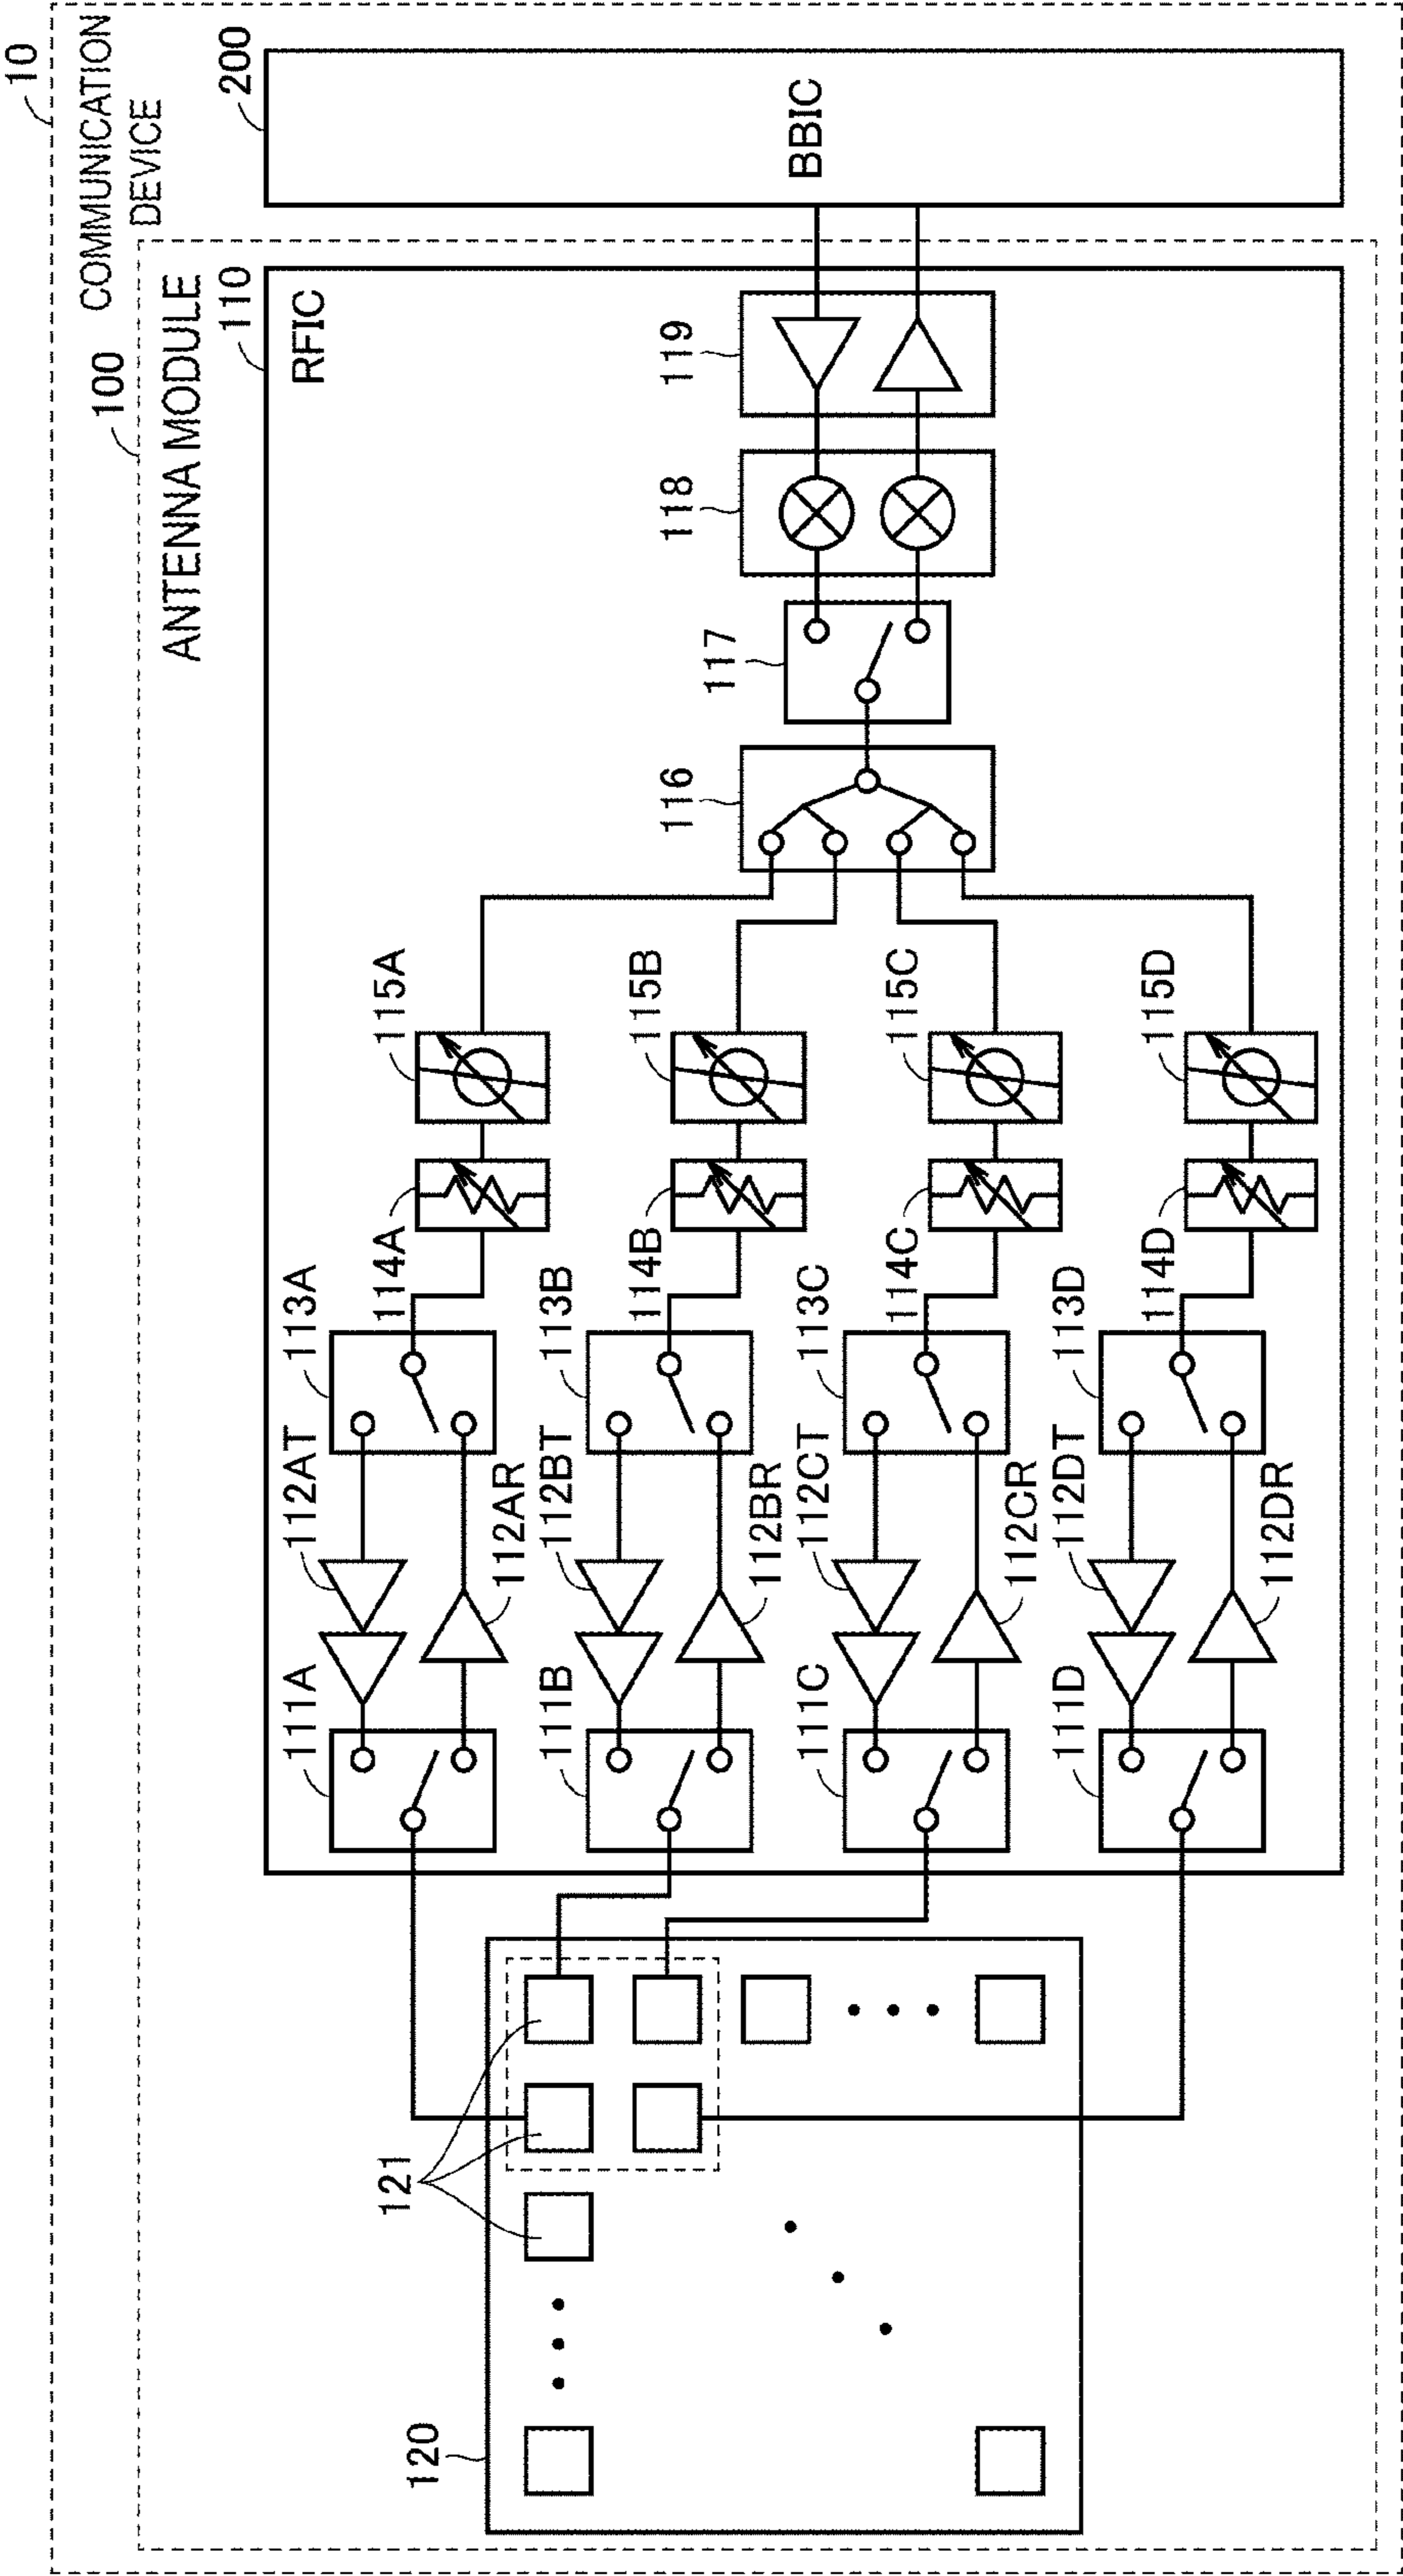 10
COMMUNICATION
DEVICE
100
ANTENNA MODULE
200
BBIC
110
RFIC
111A
112AT
112AR
113A
114A
115A
111B
112BT
112BR
113B
114B
115B
111C
112CT
112CR
113C
114C
115C
111D
112DT
112DR
113D
114D
115D
116
117
118
119
120
121